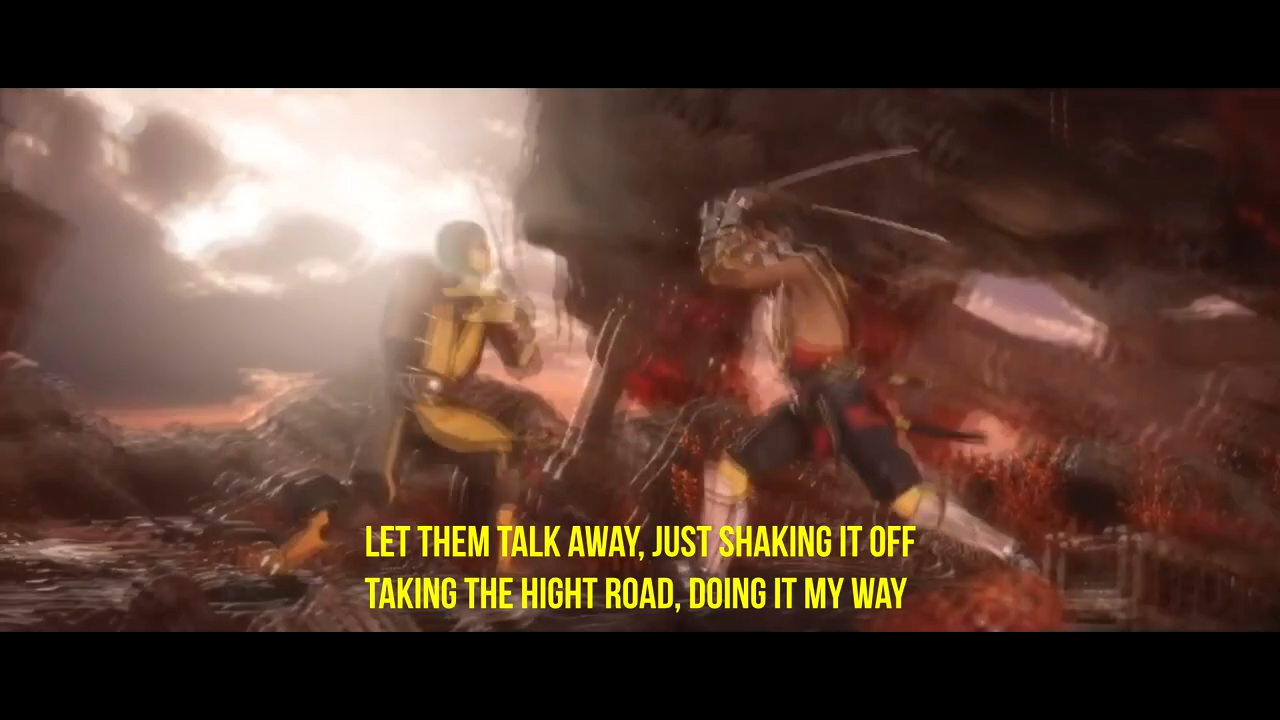 LET THEM TALK AWAY, JUST SHAKING IT OFF
TAKING THE HIGHT ROAD, DOING IT MY WAY